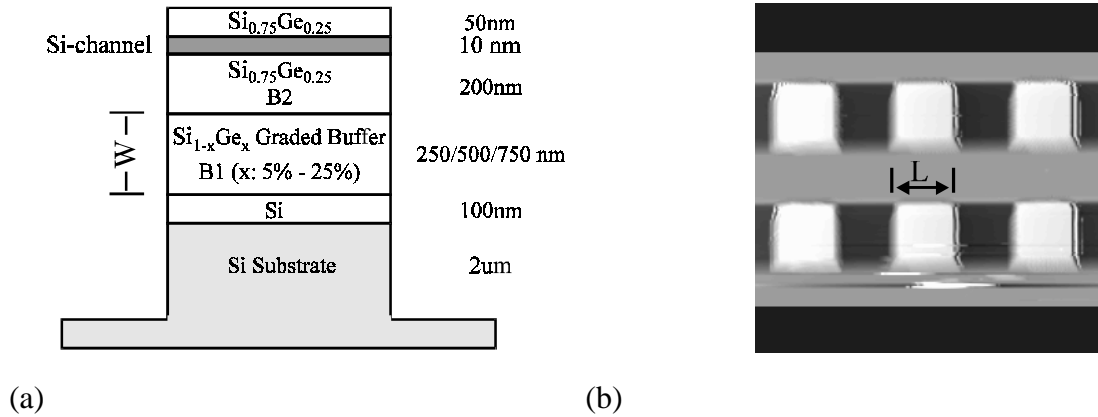 Si0.75Ge0.25 50nm
Si-channel 10 nm
Si0.75Ge0.25
B2 200nm
W
Si1-xGex Graded Buffer
B1 (x: 5% - 25%) 250/500/750 nm
Si 100nm
Si Substrate 2um
L
(a) (b)